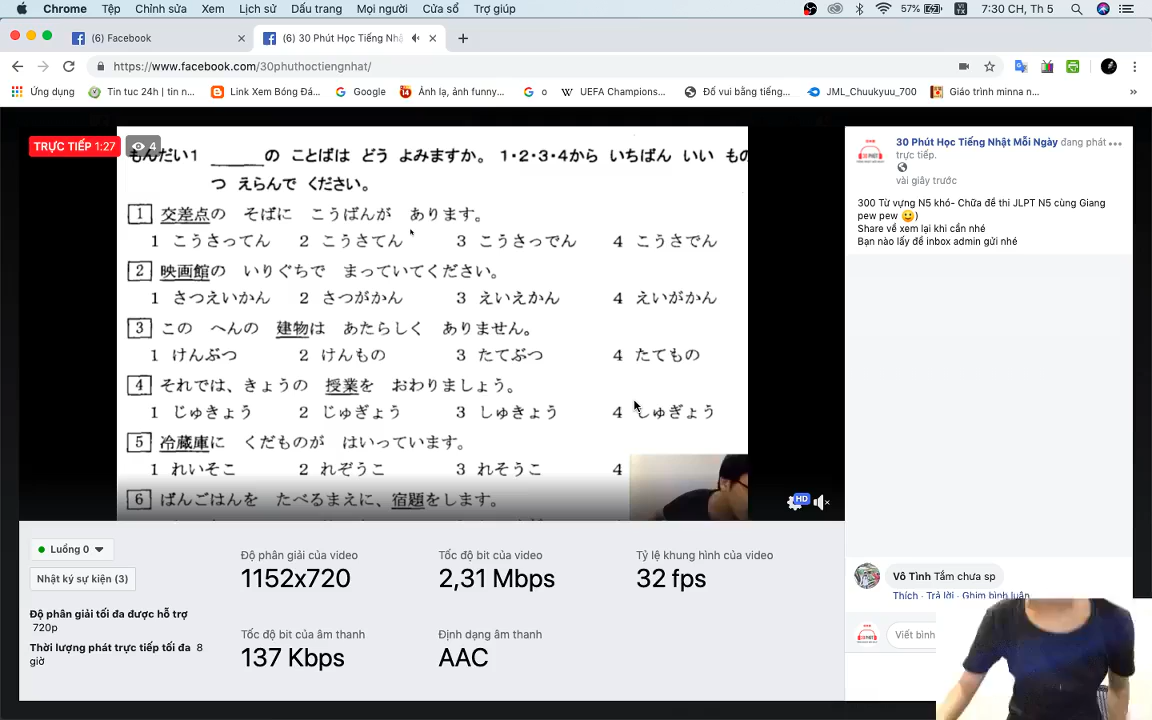 Chrome Tệp Chỉnh sửa Xem Lịch sử Dấu trang Mọi người Cửa sổ Trợ giúp 57% VI TX 7:30 CH, Th 5
(6) Facebook
(6) 30 Phút Học Tiếng Nhậ
https://www.facebook.com/30phuthoctiengnhat/
Ứng dụng Tin tuc 24h | tin n... Link Xem Bóng Đá... Google Ảnh lạ, ảnh funny... G o UEFA Champions... Đố vui bằng tiếng... JML_Chuukyuu_700 Giáo trình minna n... »
TRỰC TIẾP 1:27 4
もんだい1 ＿＿＿の ことばは どう よみますか。 1・2・3・4から いちばん いい もの
つ えらんで ください。
1 交差点の そばに こうばんが あります。
1 こうさってん 2 こうさてん 3 こうさっでん 4 こうさでん
2 映画館の いりぐちで まっていてください。
1 さつえいかん 2 さつがかん 3 えいえかん 4 えいがかん
3 この へんの 建物は あたらしく ありません。
1 けんぶつ 2 けんもの 3 たてぶつ 4 たてもの
4 それでは、きょうの 授業を おわりましょう。
1 じゅきょう 2 じゅぎょう 3 しゅきょう 4 しゅぎょう
5 冷蔵庫に くだものが はいっています。
1 れいそこ 2 れぞうこ 3 れそうこ 4
6 ばんごはんを たべるまえに、宿題をします。
HD
30 Phút Học Tiếng Nhật Mỗi Ngày đang phát
trực tiếp.
vài giây trước
300 Từ vựng N5 khó- Chữa đề thi JLPT N5 cùng Giang
pew pew 🙂)
Share về xem lại khi cần nhé
Bạn nào lấy đề inbox admin gửi nhé
Luồng 0
Nhật ký sự kiện (3)
Độ phân giải tối đa được hỗ trợ
720p
Thời lượng phát trực tiếp tối đa 8
giờ
Độ phân giải của video
1152x720
Tốc độ bit của video
2,31 Mbps
Tỷ lệ khung hình của video
32 fps
Tốc độ bit của âm thanh
137 Kbps
Định dạng âm thanh
AAC
Võ Tình Tắm chưa sp
Thích · Trả lời · Ghim bình luận
Viết bình